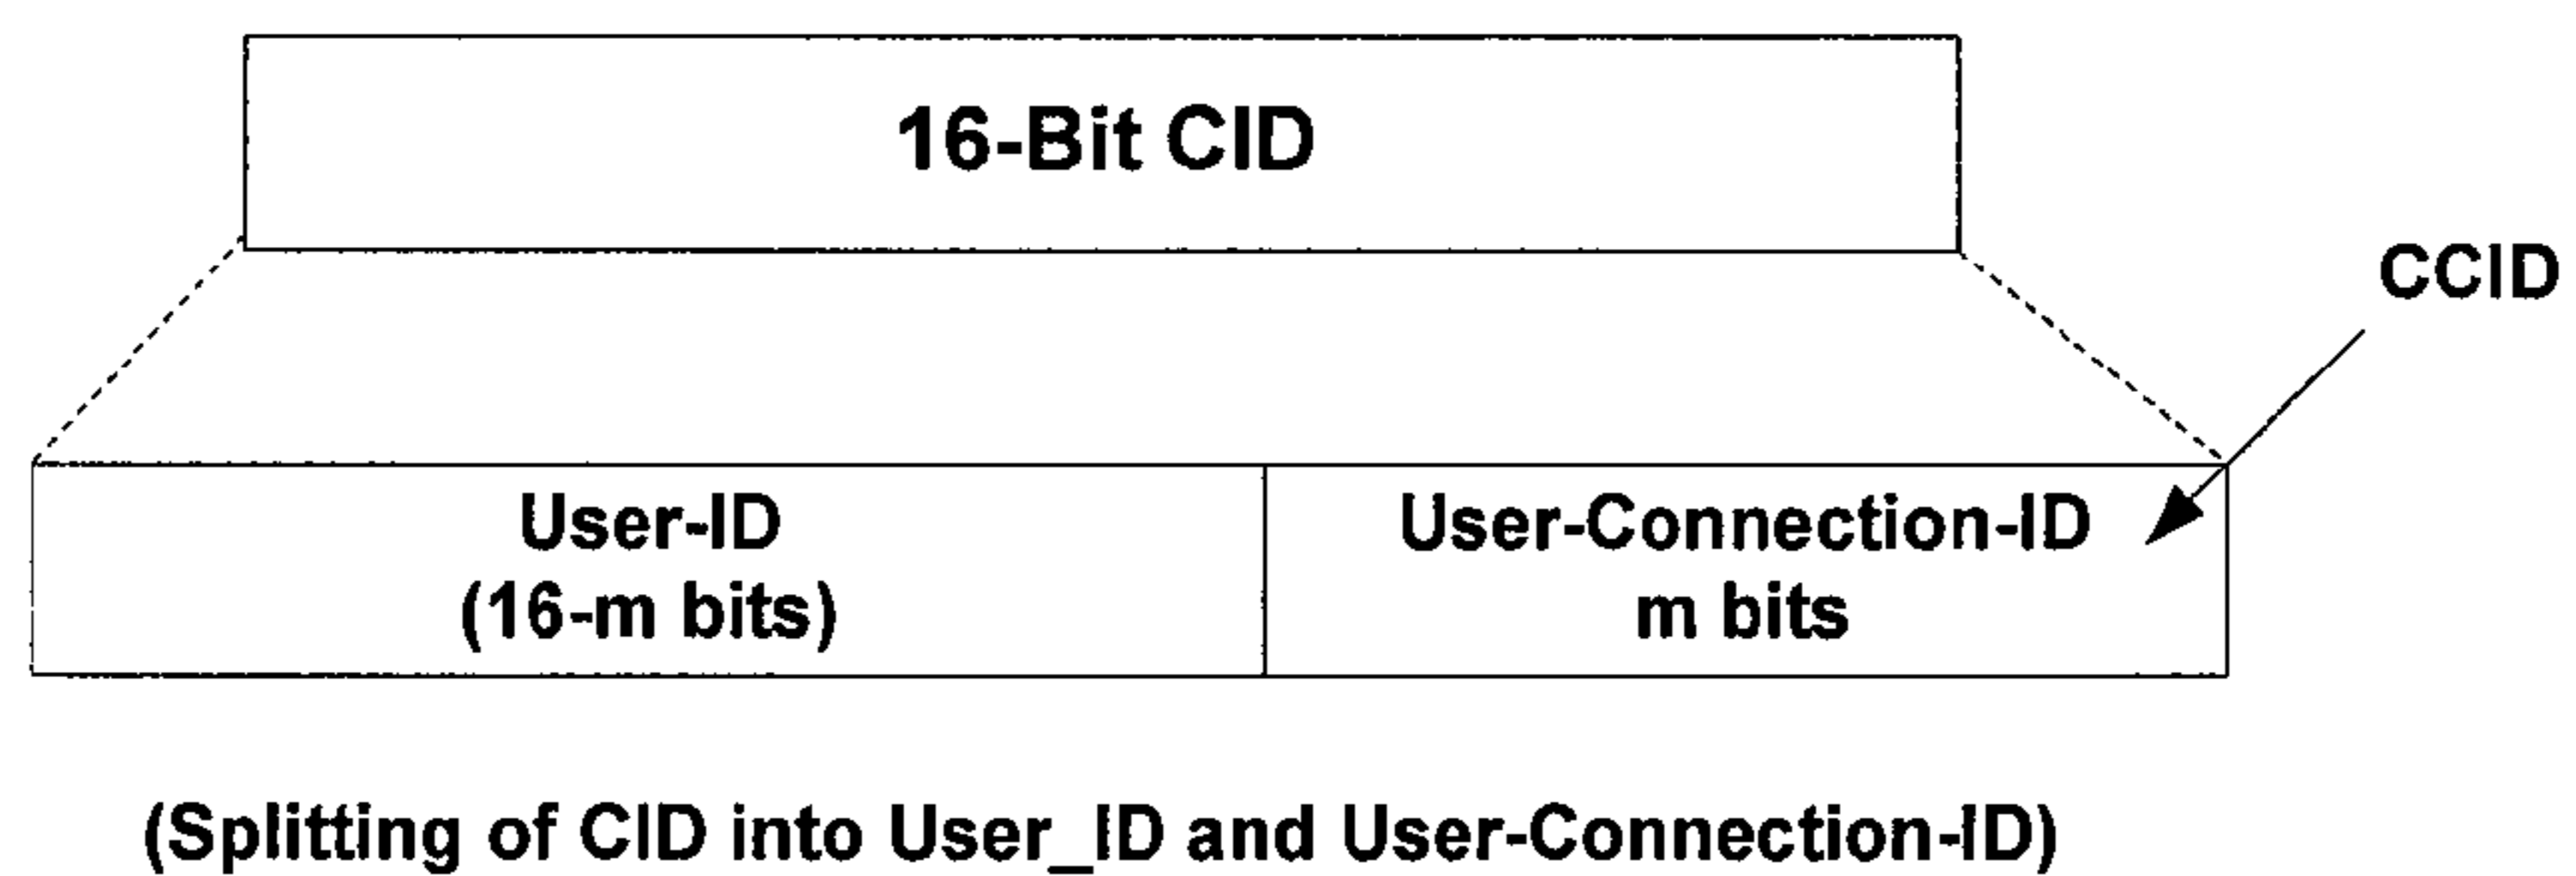 16-Bit CID
CCID
User-ID
(16-m bits)
User-Connection-ID
m bits
(Splitting of CID into User_ID and User-Connection-ID)